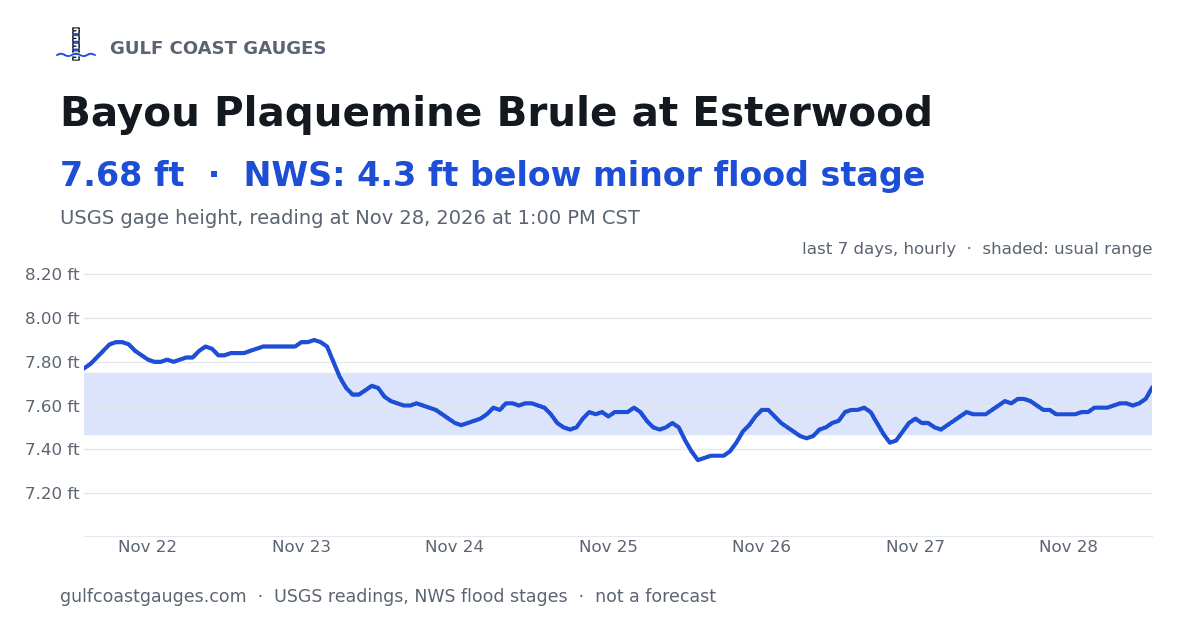 GULF COAST GAUGES
Bayou Plaquemine Brule at Esterwood
7.68 ft · NWS: 4.3 ft below minor flood stage
USGS gage height, reading at Nov 28, 2026 at 1:00 PM CST
last 7 days, hourly · shaded: usual range
8.20 ft
8.00 ft
7.80 ft
7.60 ft
7.40 ft
7.20 ft
Nov 22 Nov 23 Nov 24 Nov 25 Nov 26 Nov 27 Nov 28
gulfcoastgauges.com · USGS readings, NWS flood stages · not a forecast